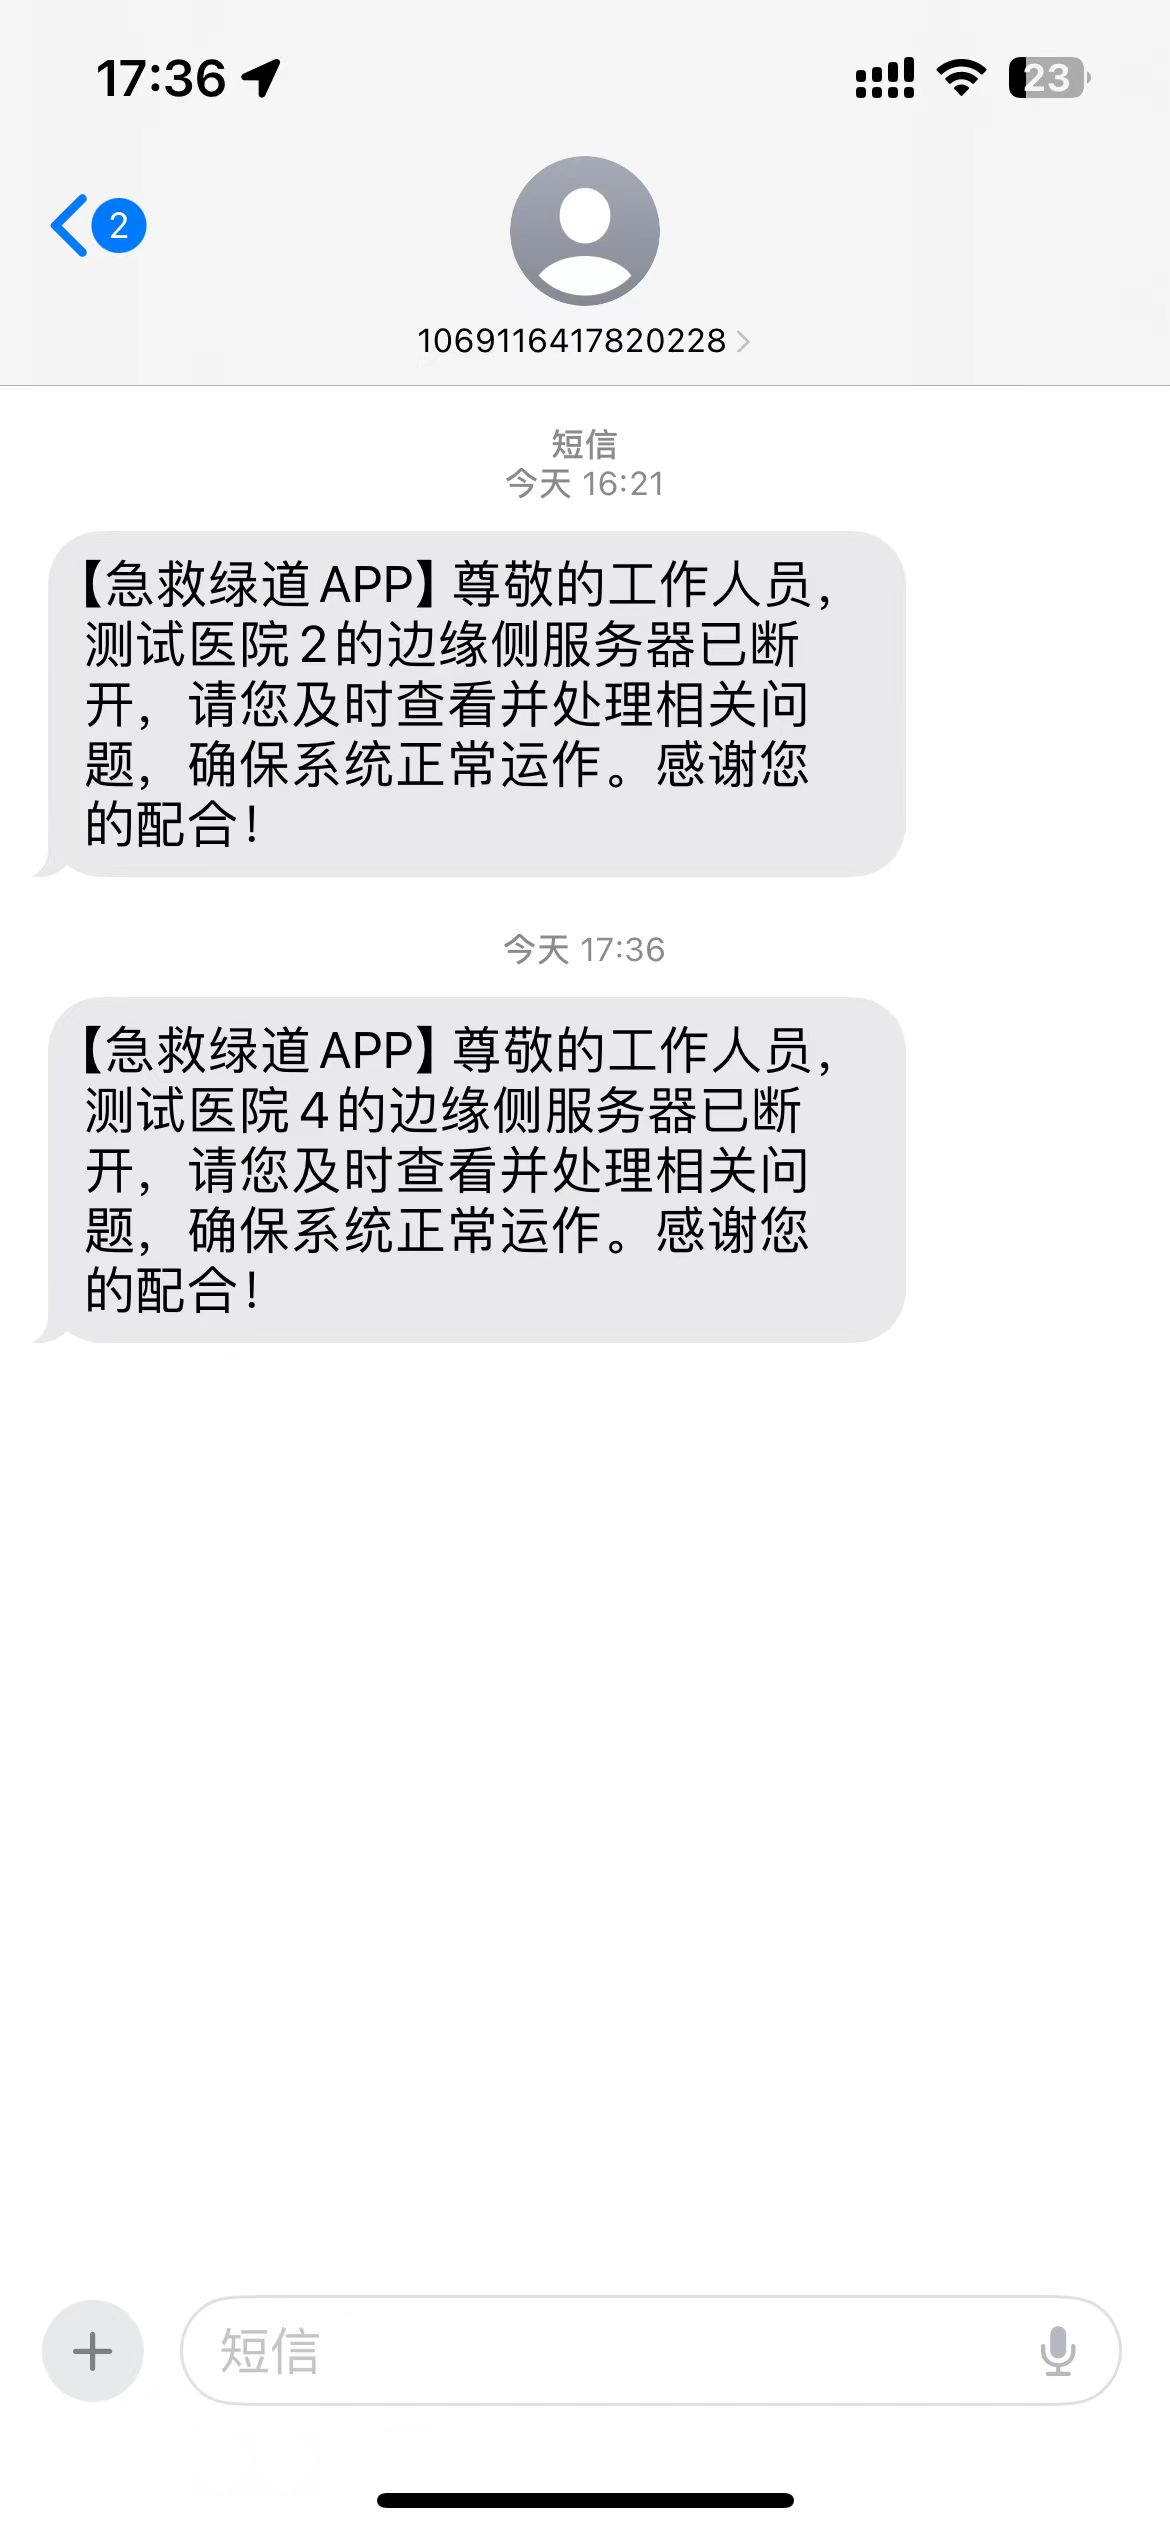 17:36
23
2
1069116417820228
短信
今天 16:21
【急救绿道APP】尊敬的工作人员，
测试医院2的边缘侧服务器已断
开，请您及时查看并处理相关问
题，确保系统正常运作。感谢您
的配合！
今天 17:36
【急救绿道APP】尊敬的工作人员，
测试医院4的边缘侧服务器已断
开，请您及时查看并处理相关问
题，确保系统正常运作。感谢您
的配合！
短信